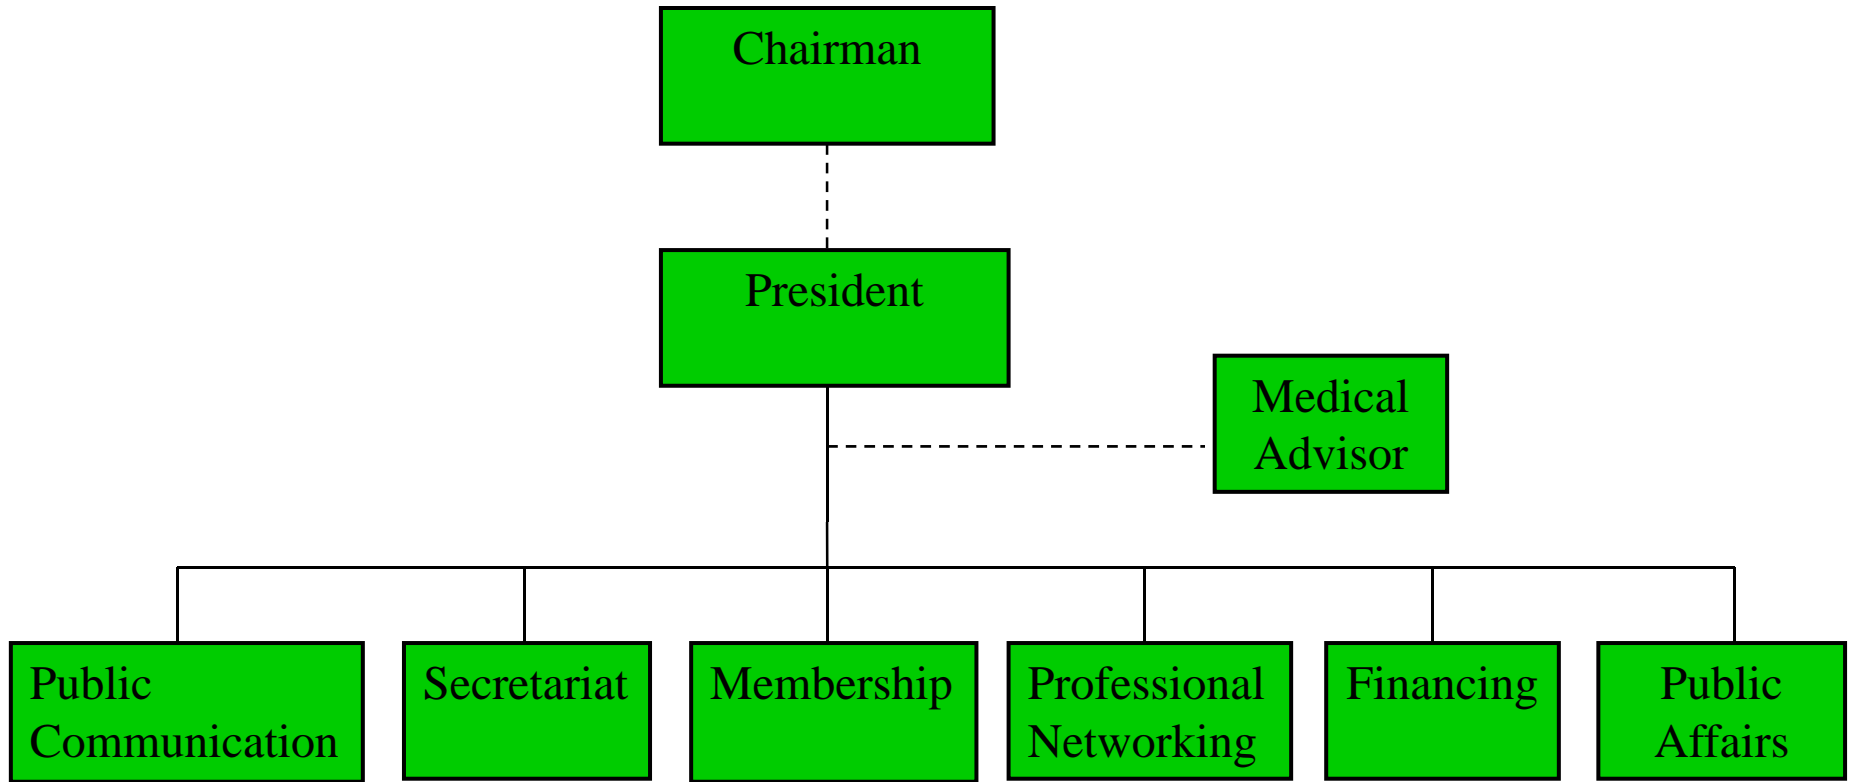 Chairman
President
Medical
Advisor
Public
Communication
Secretariat
Membership
Professional
Networking
Financing
Public
Affairs